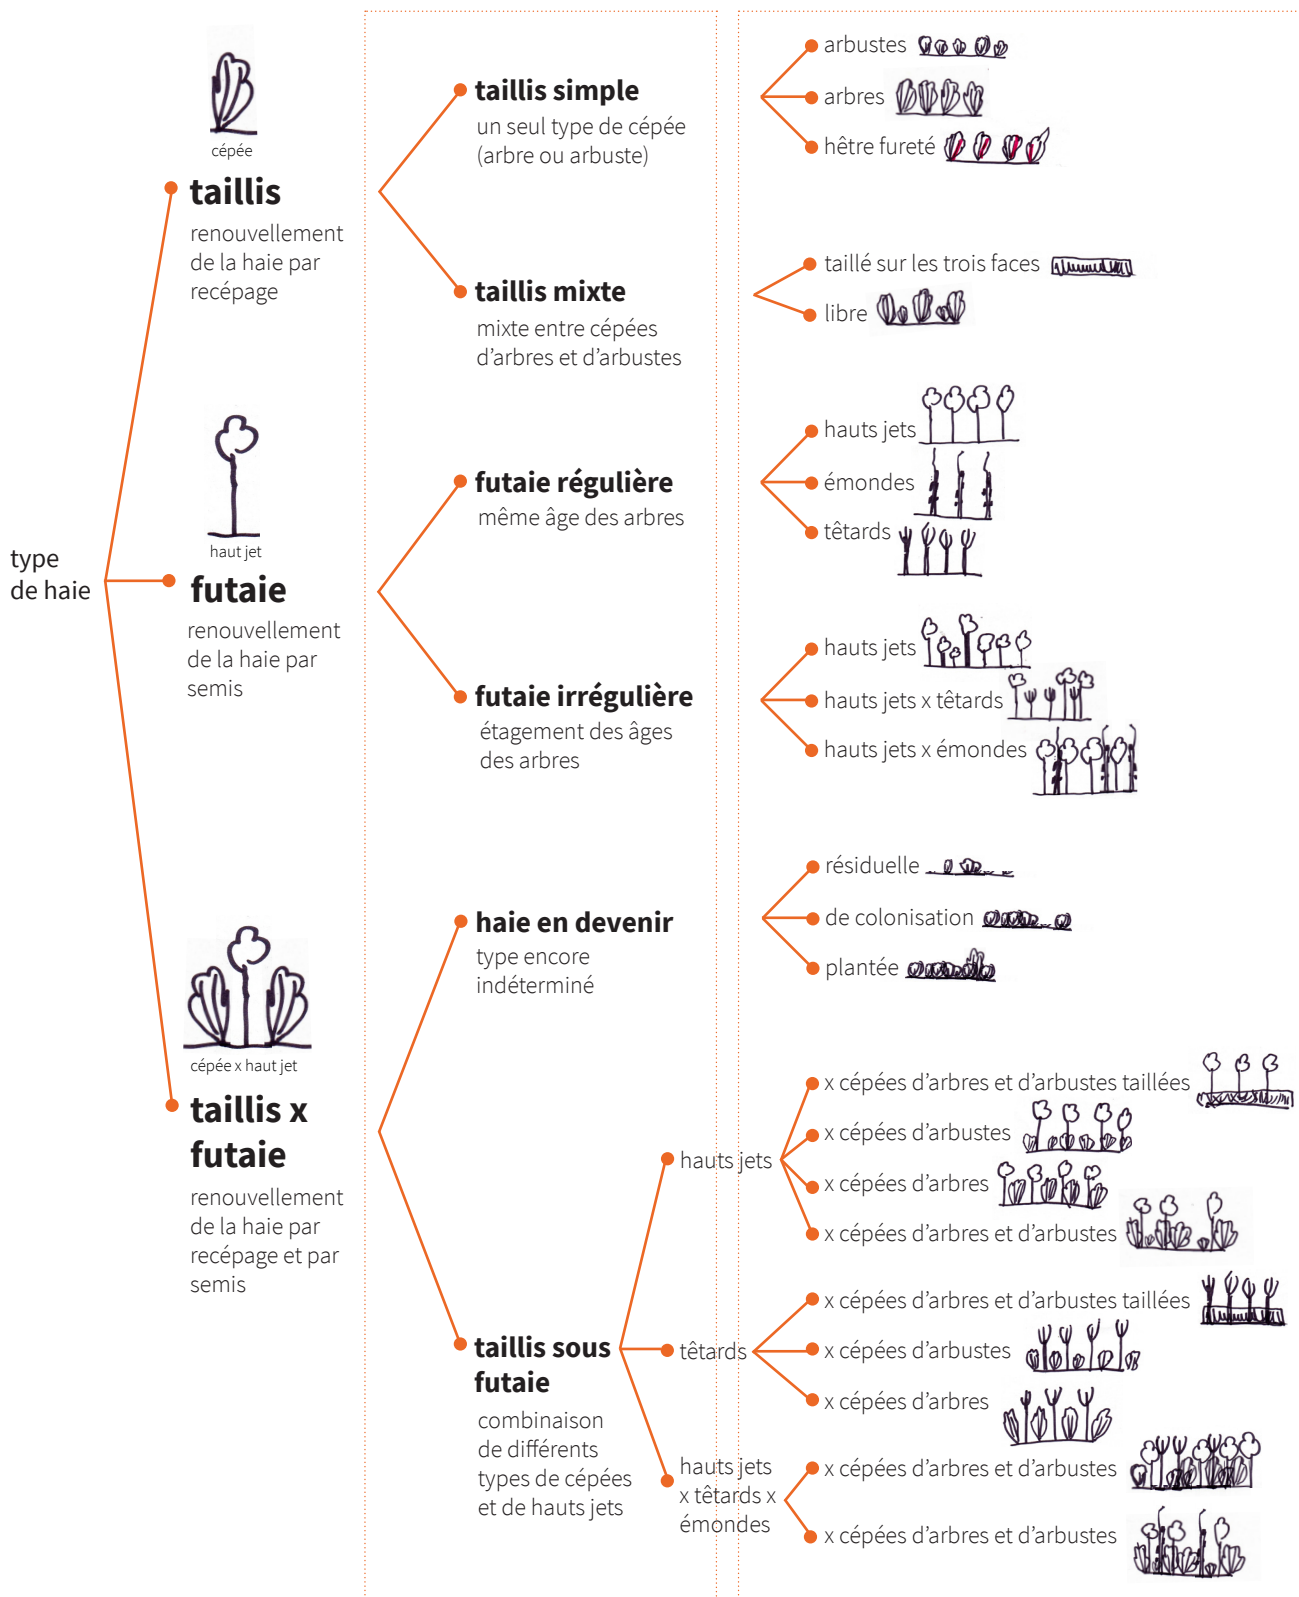 type
de haie
cépée
taillis
renouvellement
de la haie par
recépage
taillis simple
un seul type de cépée
(arbre ou arbuste)
arbustes
arbres
hêtre fureté
taillis mixte
mixte entre cépées
d'arbres et d'arbustes
taillé sur les trois faces
libre
haut jet
futaie
renouvellement
de la haie par
semis
futaie régulière
même âge des arbres
hauts jets
émondes
têtards
futaie irrégulière
étagement des âges
des arbres
hauts jets
hauts jets x têtards
hauts jets x émondes
cépée x haut jet
taillis x
futaie
renouvellement
de la haie par
recépage et par
semis
haie en devenir
type encore
indéterminé
résiduelle
de colonisation
plantée
taillis sous
futaie
combinaison
de différents
types de cépées
et de hauts jets
hauts jets
x cépées d'arbres et d'arbustes taillées
x cépées d'arbustes
x cépées d'arbres
x cépées d'arbres et d'arbustes
têtards
x cépées d'arbres et d'arbustes taillées
x cépées d'arbustes
x cépées d'arbres
hauts jets
x têtards x
émondes
x cépées d'arbres et d'arbustes
x cépées d'arbres et d'arbustes